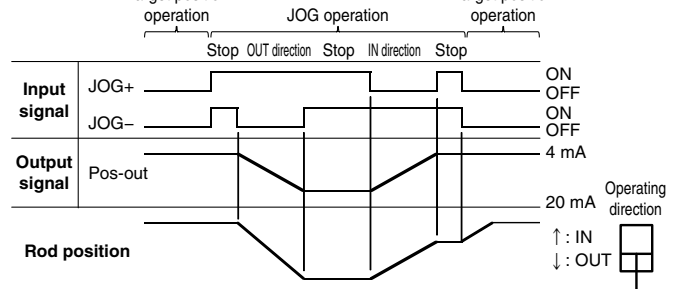 operation JOG operation operation
Stop OUT direction Stop IN direction Stop
Input signal
JOG+
ON
OFF
JOG−
ON
OFF
Output signal
Pos-out
4 mA
20 mA
Rod position
Operating direction
↑ : IN
↓ : OUT